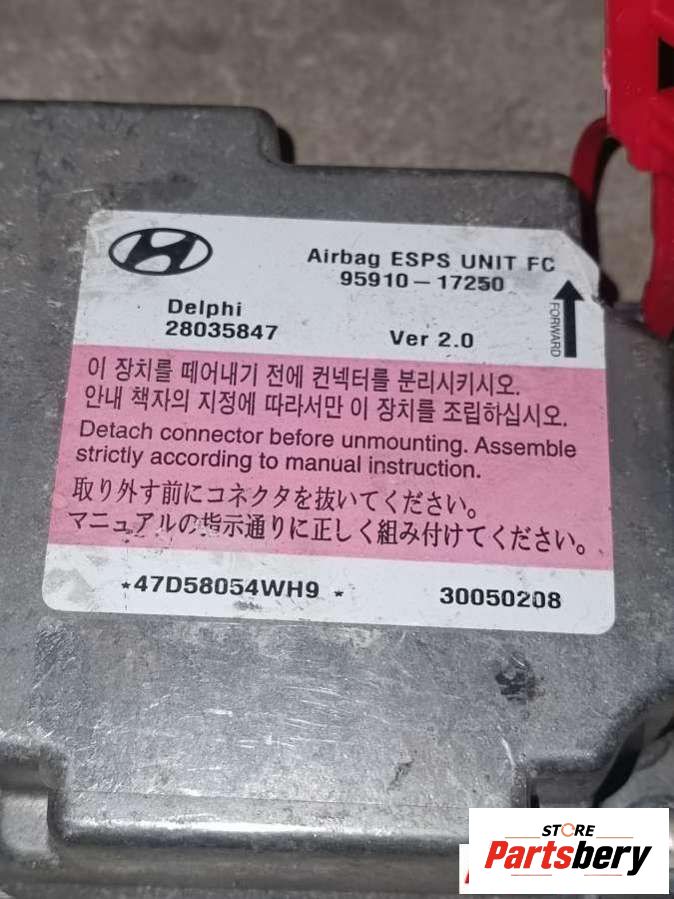 Airbag ESPS UNIT FC
95910-17250
Delphi
28035847
Ver 2.0
FORWARD
이 장치를 떼어내기 전에 컨넥터를 분리시키시오.
안내 책자의 지정에 따라서만 이 장치를 조립하십시오.
Detach connector before unmounting. Assemble
strictly according to manual instruction.
取り外す前にコネクタを抜いてください。
マニュアルの指示通りに正しく組み付けてください。
*47D58054WH9 *
30050208
STORE
Partsbery